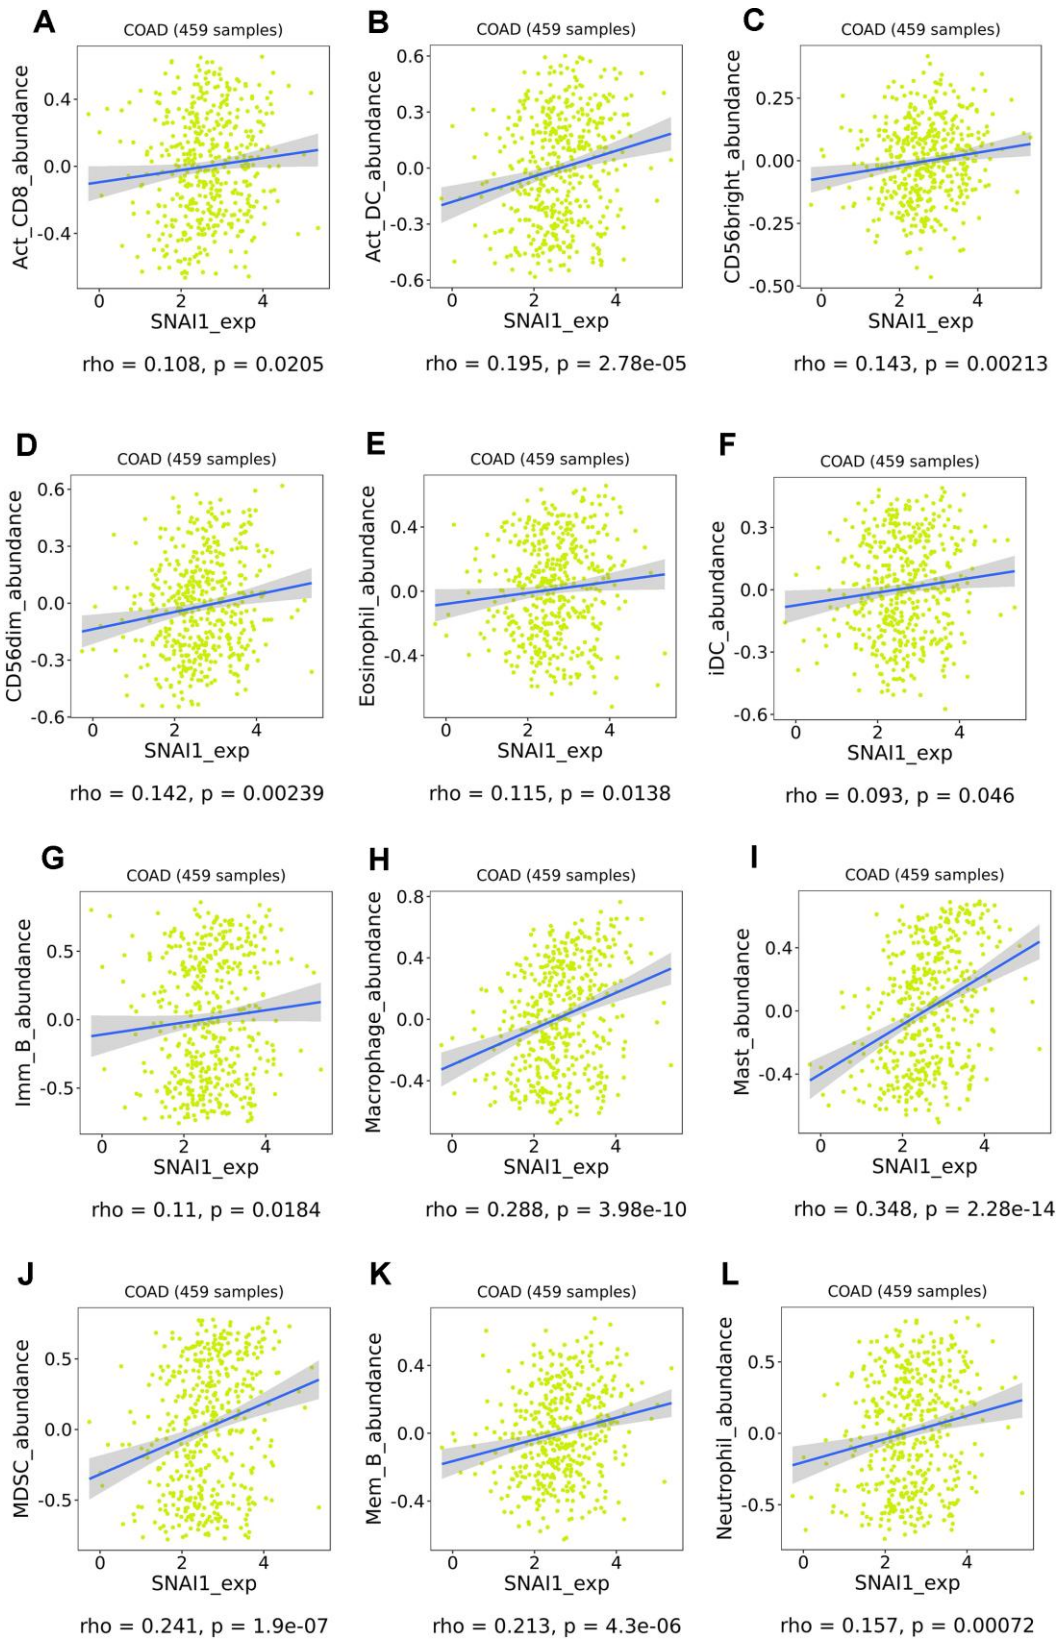 A
COAD (459 samples)
Act_CD8_abundance
0.4
0.0
-0.4
0 2 4
SNAI1_exp
rho = 0.108, p = 0.0205
B
COAD (459 samples)
Act_DC_abundance
0.6
0.3
0.0
-0.3
-0.6
0 2 4
SNAI1_exp
rho = 0.195, p = 2.78e-05
C
COAD (459 samples)
CD56bright_abundance
0.25
0.00
-0.25
-0.50
0 2 4
SNAI1_exp
rho = 0.143, p = 0.00213
D
COAD (459 samples)
CD56dim_abundance
0.6
0.3
0.0
-0.3
-0.6
0 2 4
SNAI1_exp
rho = 0.142, p = 0.00239
E
COAD (459 samples)
Eosinophil_abundance
0.4
0.0
-0.4
0 2 4
SNAI1_exp
rho = 0.115, p = 0.0138
F
COAD (459 samples)
iDC_abundance
0.3
0.0
-0.3
-0.6
0 2 4
SNAI1_exp
rho = 0.093, p = 0.046
G
COAD (459 samples)
Imm_B_abundance
0.5
0.0
-0.5
0 2 4
SNAI1_exp
rho = 0.11, p = 0.0184
H
COAD (459 samples)
Macrophage_abundance
0.8
0.4
0.0
-0.4
0 2 4
SNAI1_exp
rho = 0.288, p = 3.98e-10
I
COAD (459 samples)
Mast_abundance
0.4
0.0
-0.4
0 2 4
SNAI1_exp
rho = 0.348, p = 2.28e-14
J
COAD (459 samples)
MDSC_abundance
0.5
0.0
-0.5
0 2 4
SNAI1_exp
rho = 0.241, p = 1.9e-07
K
COAD (459 samples)
Mem_B_abundance
0.4
0.0
-0.4
0 2 4
SNAI1_exp
rho = 0.213, p = 4.3e-06
L
COAD (459 samples)
Neutrophil_abundance
0.5
0.0
-0.5
0 2 4
SNAI1_exp
rho = 0.157, p = 0.00072